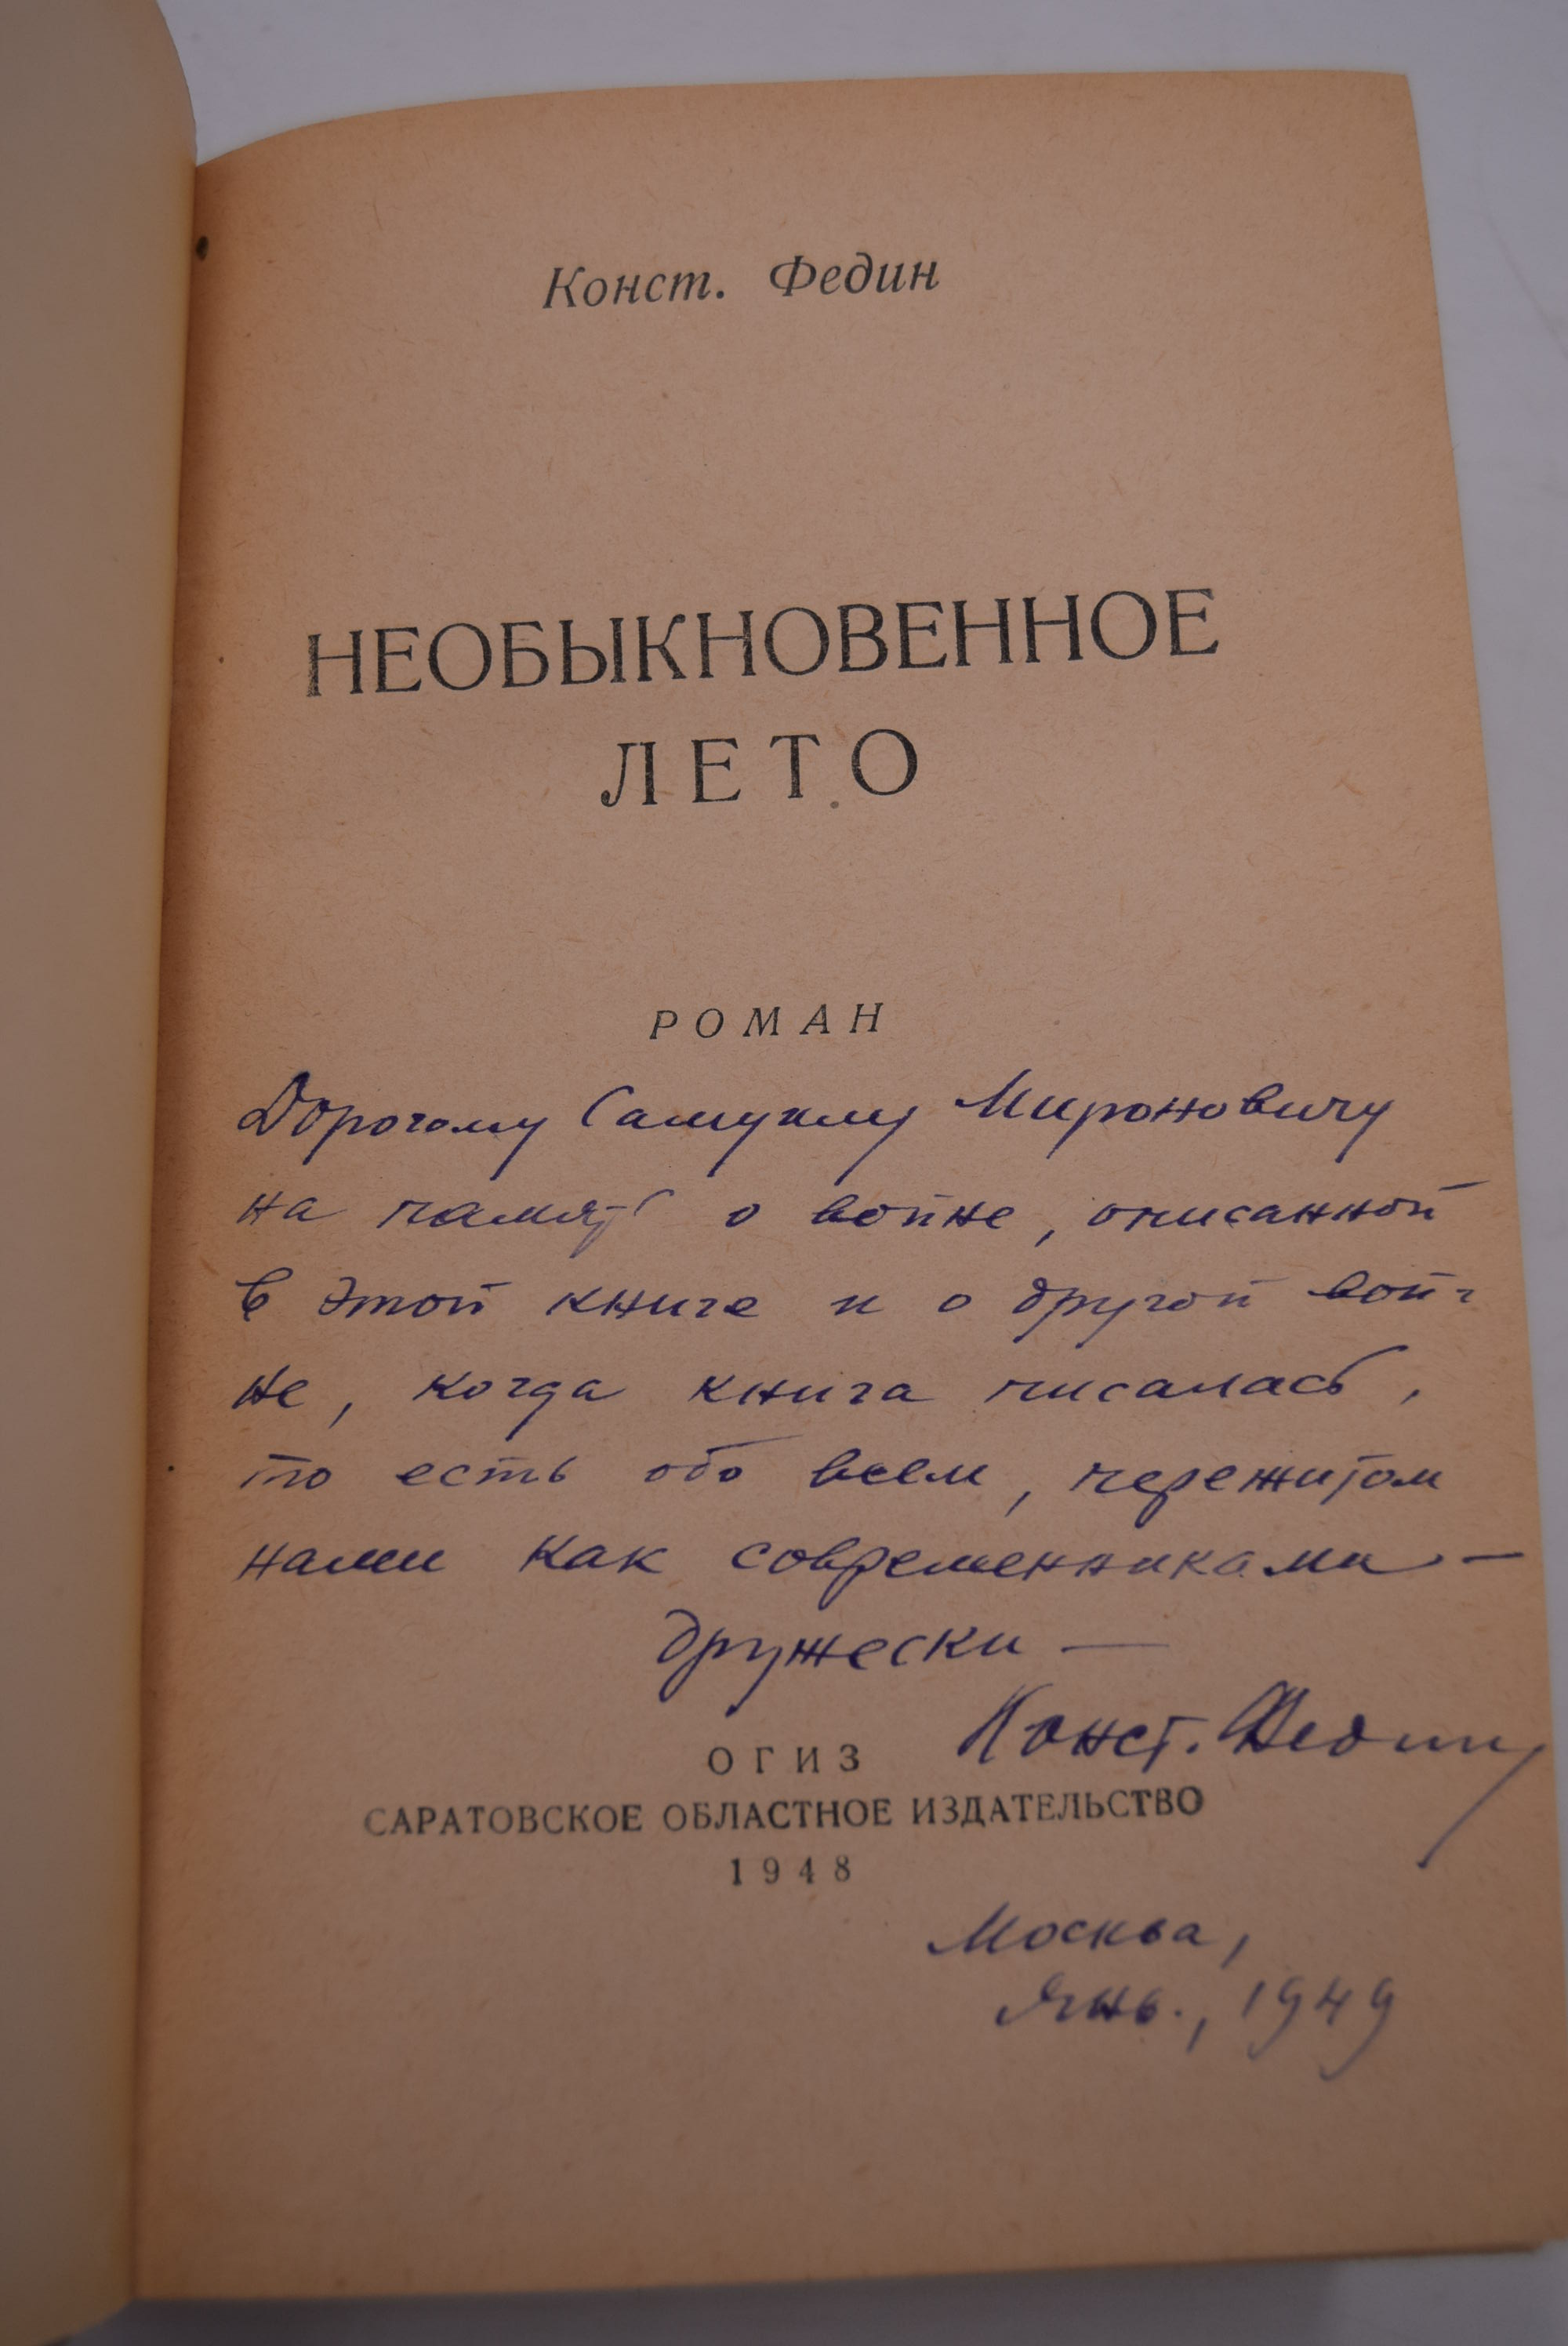 Конст. Федин
НЕОБЫКНОВЕННОЕ
ЛЕТО
РОМАН
Дорогому Самуилу Мироновичу
на память о войне, описанной
в этой книге и о другой вой-
не, когда книга писалась,
то есть обо всем, пережитом
нами как современниками —
дружески —
Конст. Федин
ОГИЗ
САРАТОВСКОЕ ОБЛАСТНОЕ ИЗДАТЕЛЬСТВО
1948
Москва,
Янв., 1949